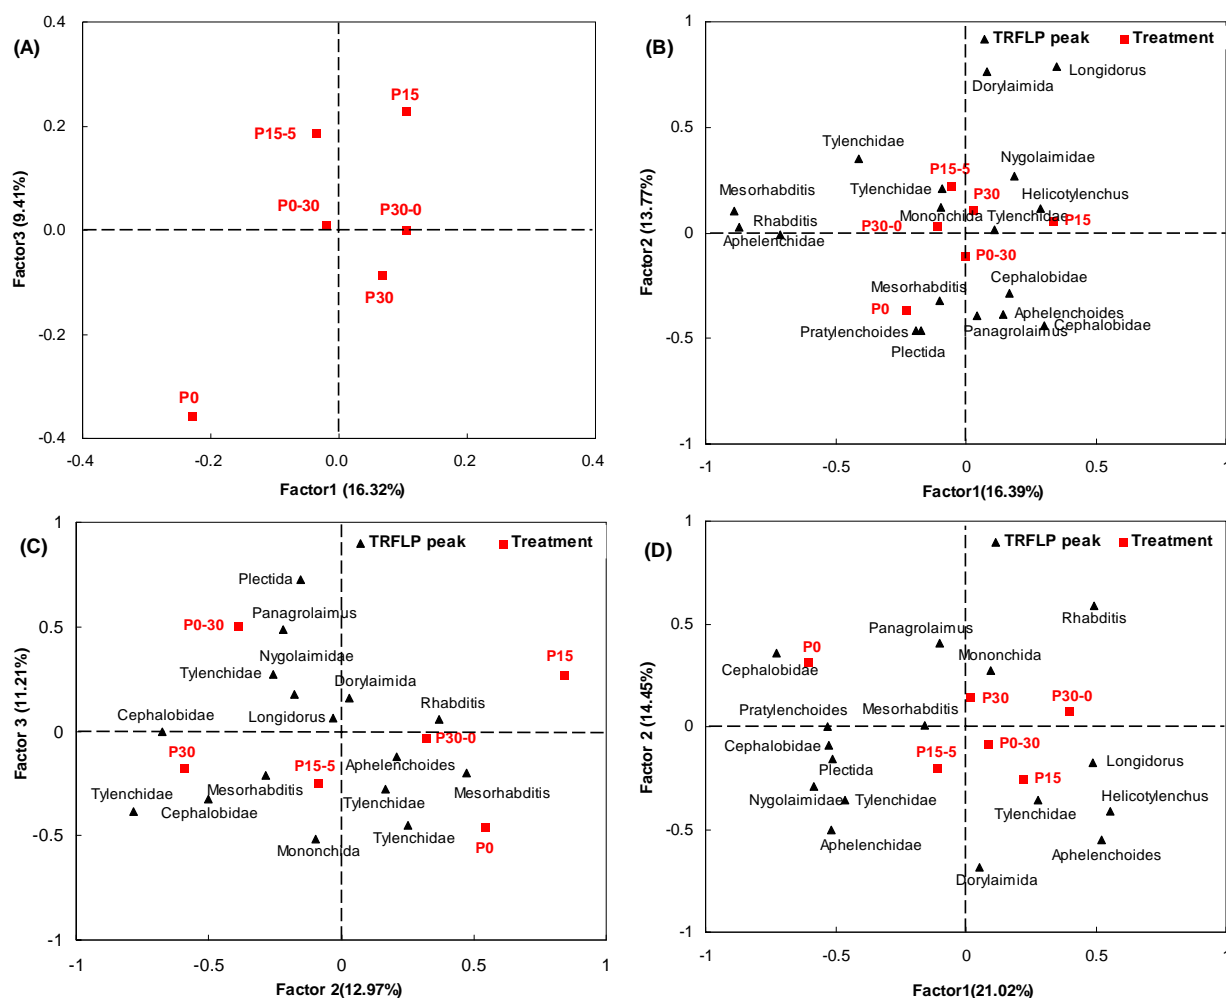 (A)
0.4
0.2
0.0
-0.2
-0.4
-0.4
-0.2
0.0
0.2
0.4
Factor3 (9.41%)
Factor1 (16.32%)
P15
P15-5
P0-30
P30-0
P30
P0
(B)
TRFLP peak
Treatment
1
0.5
0
-0.5
-1
-1
-0.5
0
0.5
1
Factor2 (13.77%)
Factor1(16.39%)
Longidorus
Dorylaimida
Tylenchidae
Nygolaimidae
P15-5
Mesorhabditis
Tylenchidae
P30
Helicotylenchus
Rhabditis
Mononchida
Tylenchidae
P15
P30-0
Aphelenchidae
P0-30
Mesorhabditis
Cephalobidae
P0
Aphelenchoides
Pratylenchoides
Panagrolaimus
Cephalobidae
Plectida
(C)
TRFLP peak
Treatment
1
0.5
0
-0.5
-1
-1
-0.5
0
0.5
1
Factor 3 (11.21%)
Factor 2(12.97%)
Plectida
Panagrolaimus
P0-30
Nygolaimidae
P15
Tylenchidae
Dorylaimida
Rhabditis
Cephalobidae
Longidorus
P30-0
P30
P15-5
Aphelenchoides
Tylenchidae
Mesorhabditis
Mesorhabditis
Cephalobidae
Tylenchidae
Tylenchidae
P0
Mononchida
(D)
TRFLP peak
Treatment
1
0.5
0
-0.5
-1
-1
-0.5
0
0.5
1
Factor 2 (14.45%)
Factor1(21.02%)
Rhabditis
Panagrolaimus
P0
Mononchida
Cephalobidae
P30
P30-0
Pratylenchoides
Mesorhabditis
Cephalobidae
P0-30
Plectida
P15-5
Longidorus
P15
Nygolaimidae
Tylenchidae
Tylenchidae
Helicotylenchus
Aphelenchidae
Aphelenchoides
Dorylaimida